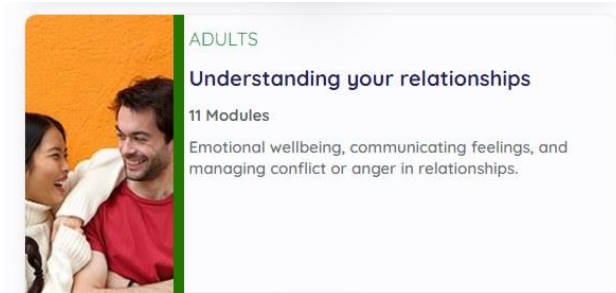 ADULTS
Understanding your relationships
11 Modules
Emotional wellbeing, communicating feelings, and
managing conflict or anger in relationships.